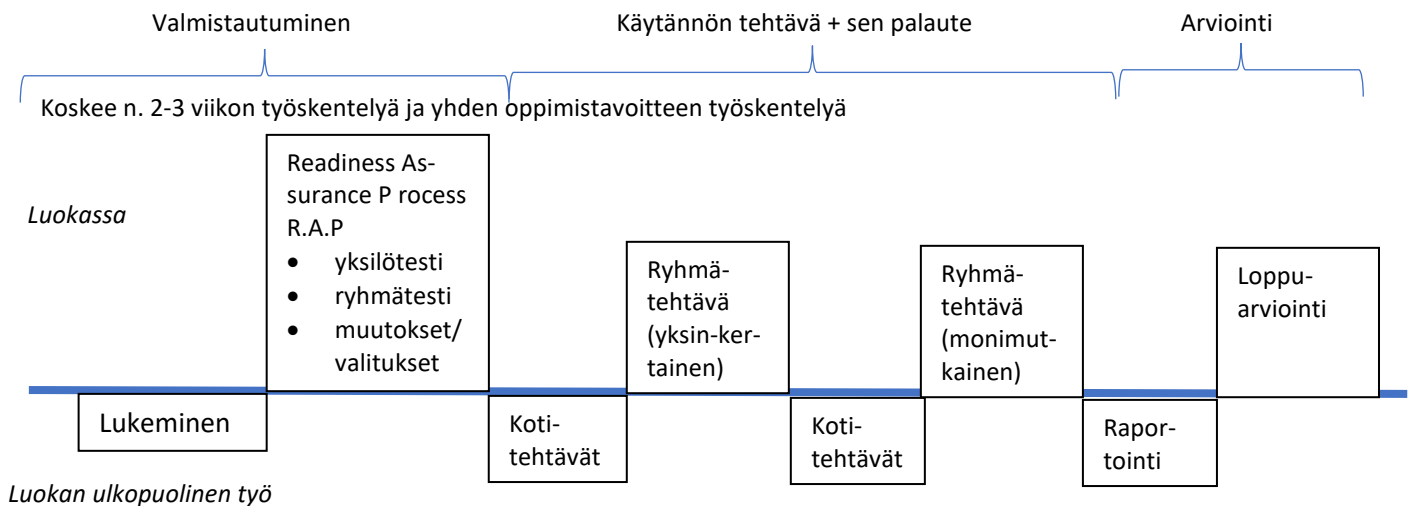 Valmistautuminen
Käytännön tehtävä + sen palaute
Arviointi
Koskee n. 2-3 viikon työskentelyä ja yhden oppimistavoitteen työskentelyä
Luokassa
Readiness As-
surance P rocess
R.A.P
• yksilötesti
• ryhmätesti
• muutokset/
valitukset
Ryhmä-
tehtävä
(yksin-ker-
tainen)
Ryhmä-
tehtävä
(monimut-
kainen)
Loppu-
arviointi
Lukeminen
Koti-
tehtävät
Koti-
tehtävät
Rapor-
tointi
Luokan ulkopuolinen työ